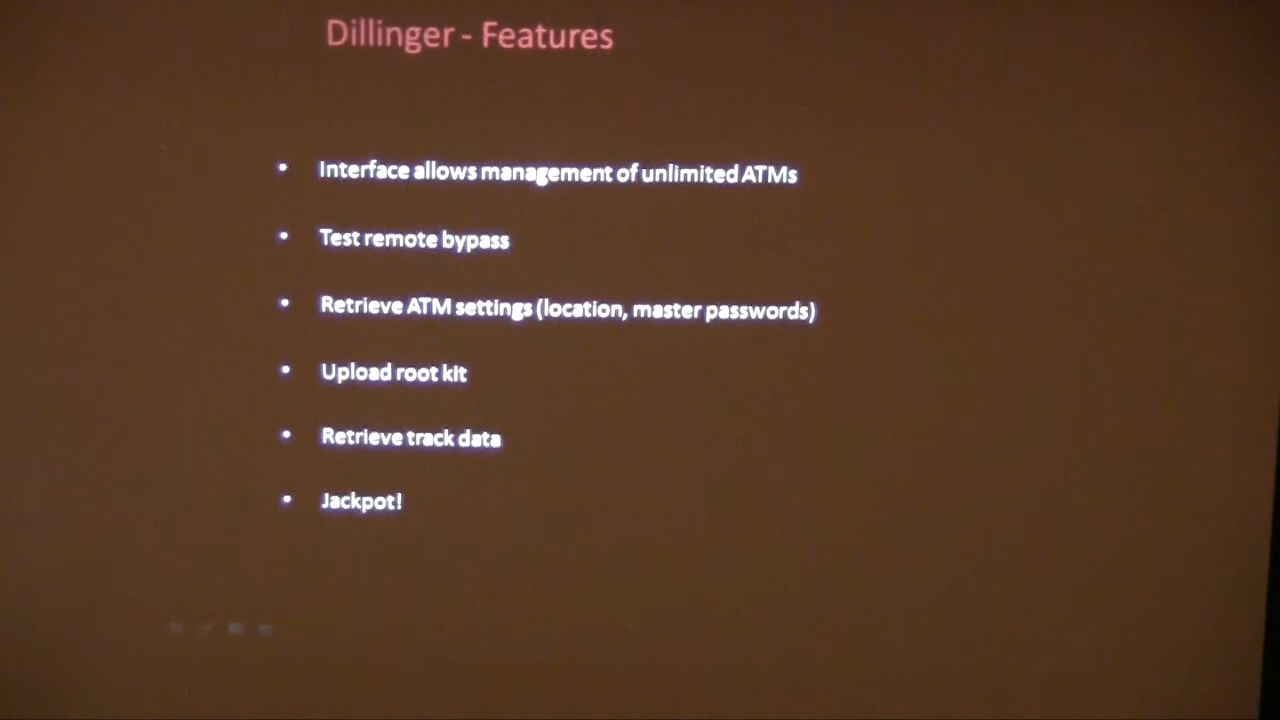 Dillinger - Features
• Interface allows management of unlimited ATMs
• Test remote bypass
• Retrieve ATM settings (location, master passwords)
• Upload root kit
• Retrieve track data
• Jackpot!